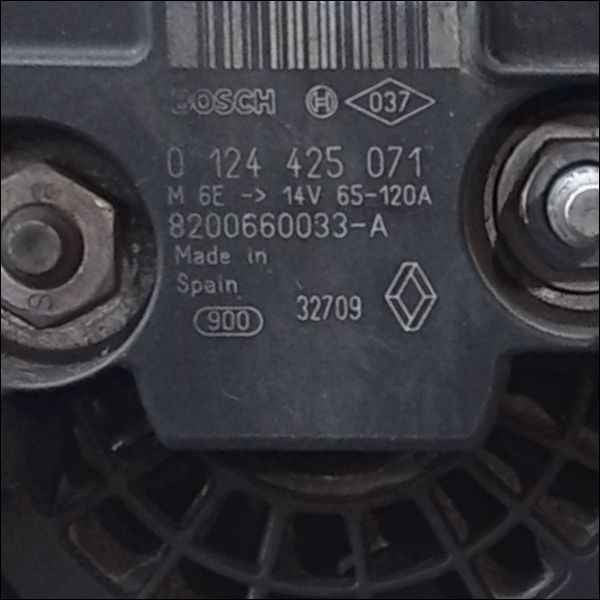 BOSCH H 037
0 124 425 071
M 6E -> 14V 65-120A
8200660033-A
Made in
Spain
900 32709